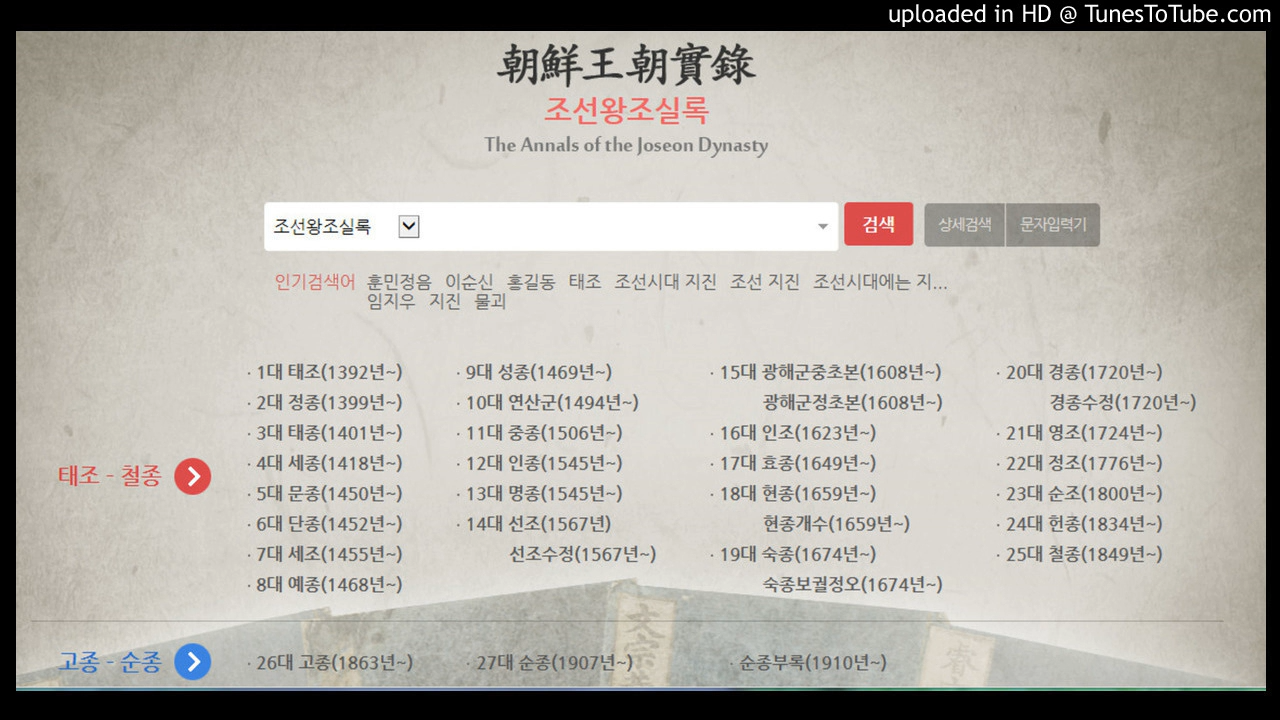 uploaded in HD @ TunesToTube.com
朝鮮王朝實錄
조선왕조실록
The Annals of the Joseon Dynasty
조선왕조실록 검색 상세검색 문자입력기
인기검색어 훈민정음 이순신 홍길동 태조 조선시대 지진 조선 지진 조선시대에는 지...
임지우 지진 물괴
태조 - 철종
· 1대 태조(1392년~)
· 2대 정종(1399년~)
· 3대 태종(1401년~)
· 4대 세종(1418년~)
· 5대 문종(1450년~)
· 6대 단종(1452년~)
· 7대 세조(1455년~)
· 8대 예종(1468년~)
· 9대 성종(1469년~)
· 10대 연산군(1494년~)
· 11대 중종(1506년~)
· 12대 인종(1545년~)
· 13대 명종(1545년~)
· 14대 선조(1567년)
선조수정(1567년~)
· 15대 광해군중초본(1608년~)
광해군정초본(1608년~)
· 16대 인조(1623년~)
· 17대 효종(1649년~)
· 18대 현종(1659년~)
현종개수(1659년~)
· 19대 숙종(1674년~)
숙종보궐정오(1674년~)
· 20대 경종(1720년~)
경종수정(1720년~)
· 21대 영조(1724년~)
· 22대 정조(1776년~)
· 23대 순조(1800년~)
· 24대 헌종(1834년~)
· 25대 철종(1849년~)
고종 - 순종
· 26대 고종(1863년~) · 27대 순종(1907년~) · 순종부록(1910년~)
文宗